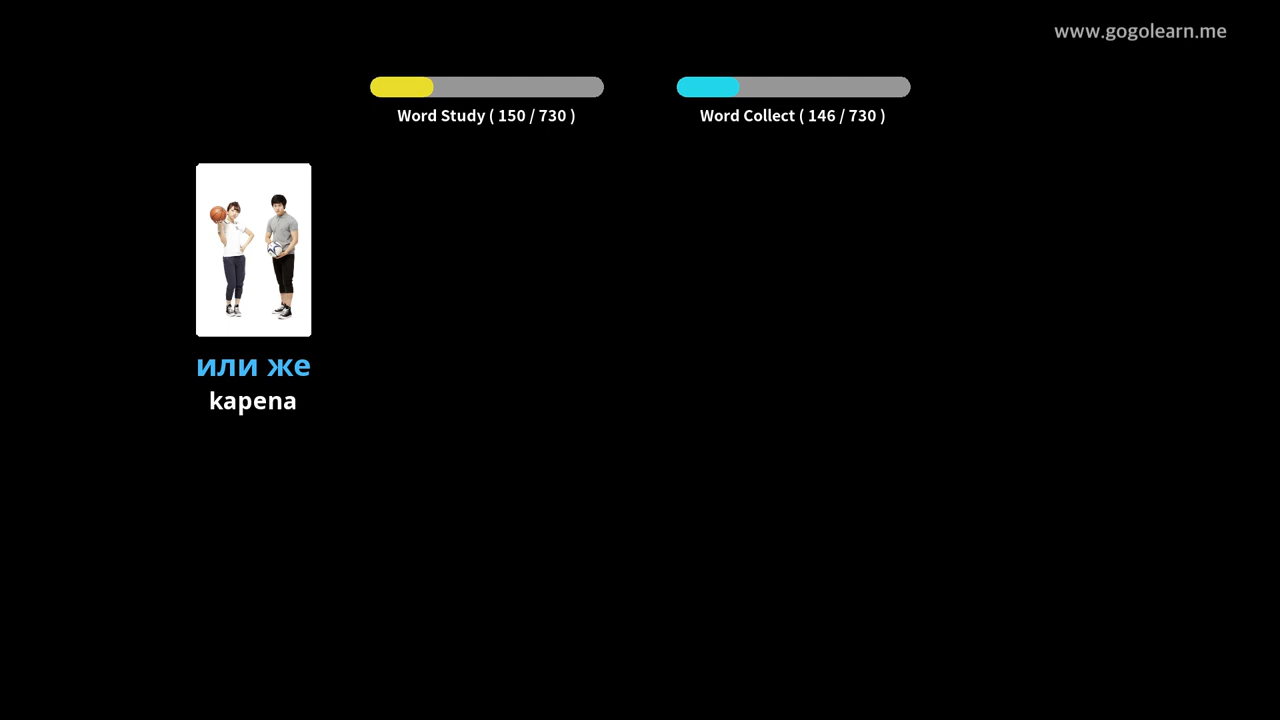 www.gogolearn.me
Word Study ( 150 / 730 )
Word Collect ( 146 / 730 )
или же
kapena